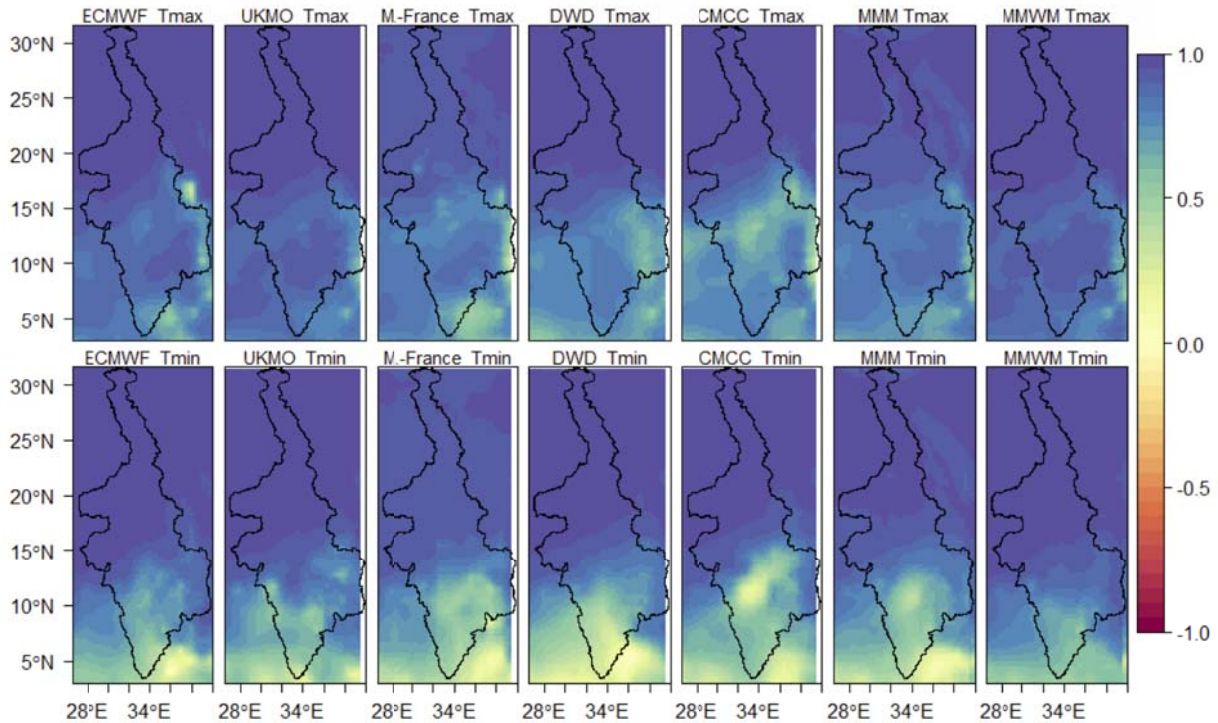 ECMWF Tmax UKMO Tmax M.-France Tmax DWD Tmax CMCC Tmax MMM Tmax MMWM Tmax
30°N
25°N
20°N
15°N
10°N
5°N
1.0
0.5
0.0
-0.5
-1.0
ECMWF Tmin UKMO Tmin M.-France Tmin DWD Tmin CMCC Tmin MMM Tmin MMWM Tmin
30°N
25°N
20°N
15°N
10°N
5°N
28°E 34°E 28°E 34°E 28°E 34°E 28°E 34°E 28°E 34°E 28°E 34°E 28°E 34°E